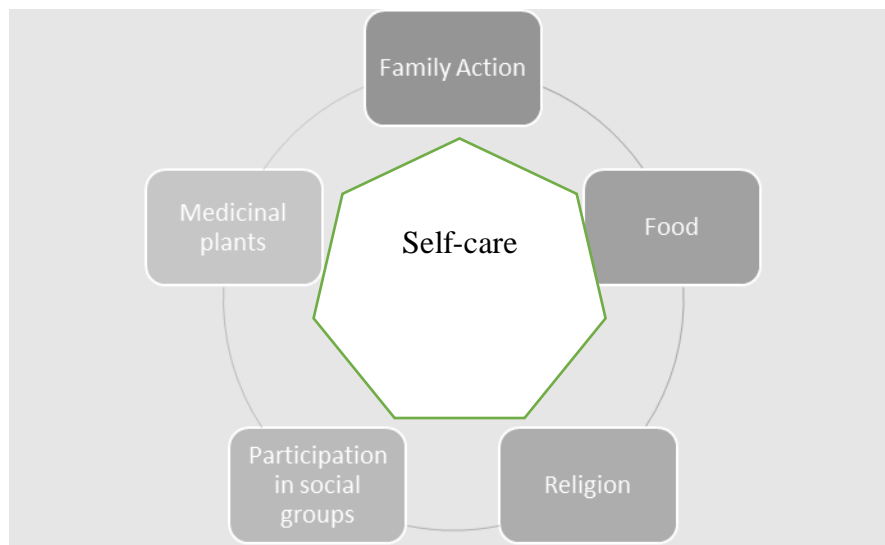 Family Action
Medicinal
plants
Self-care
Food
Participation
in social
groups
Religion